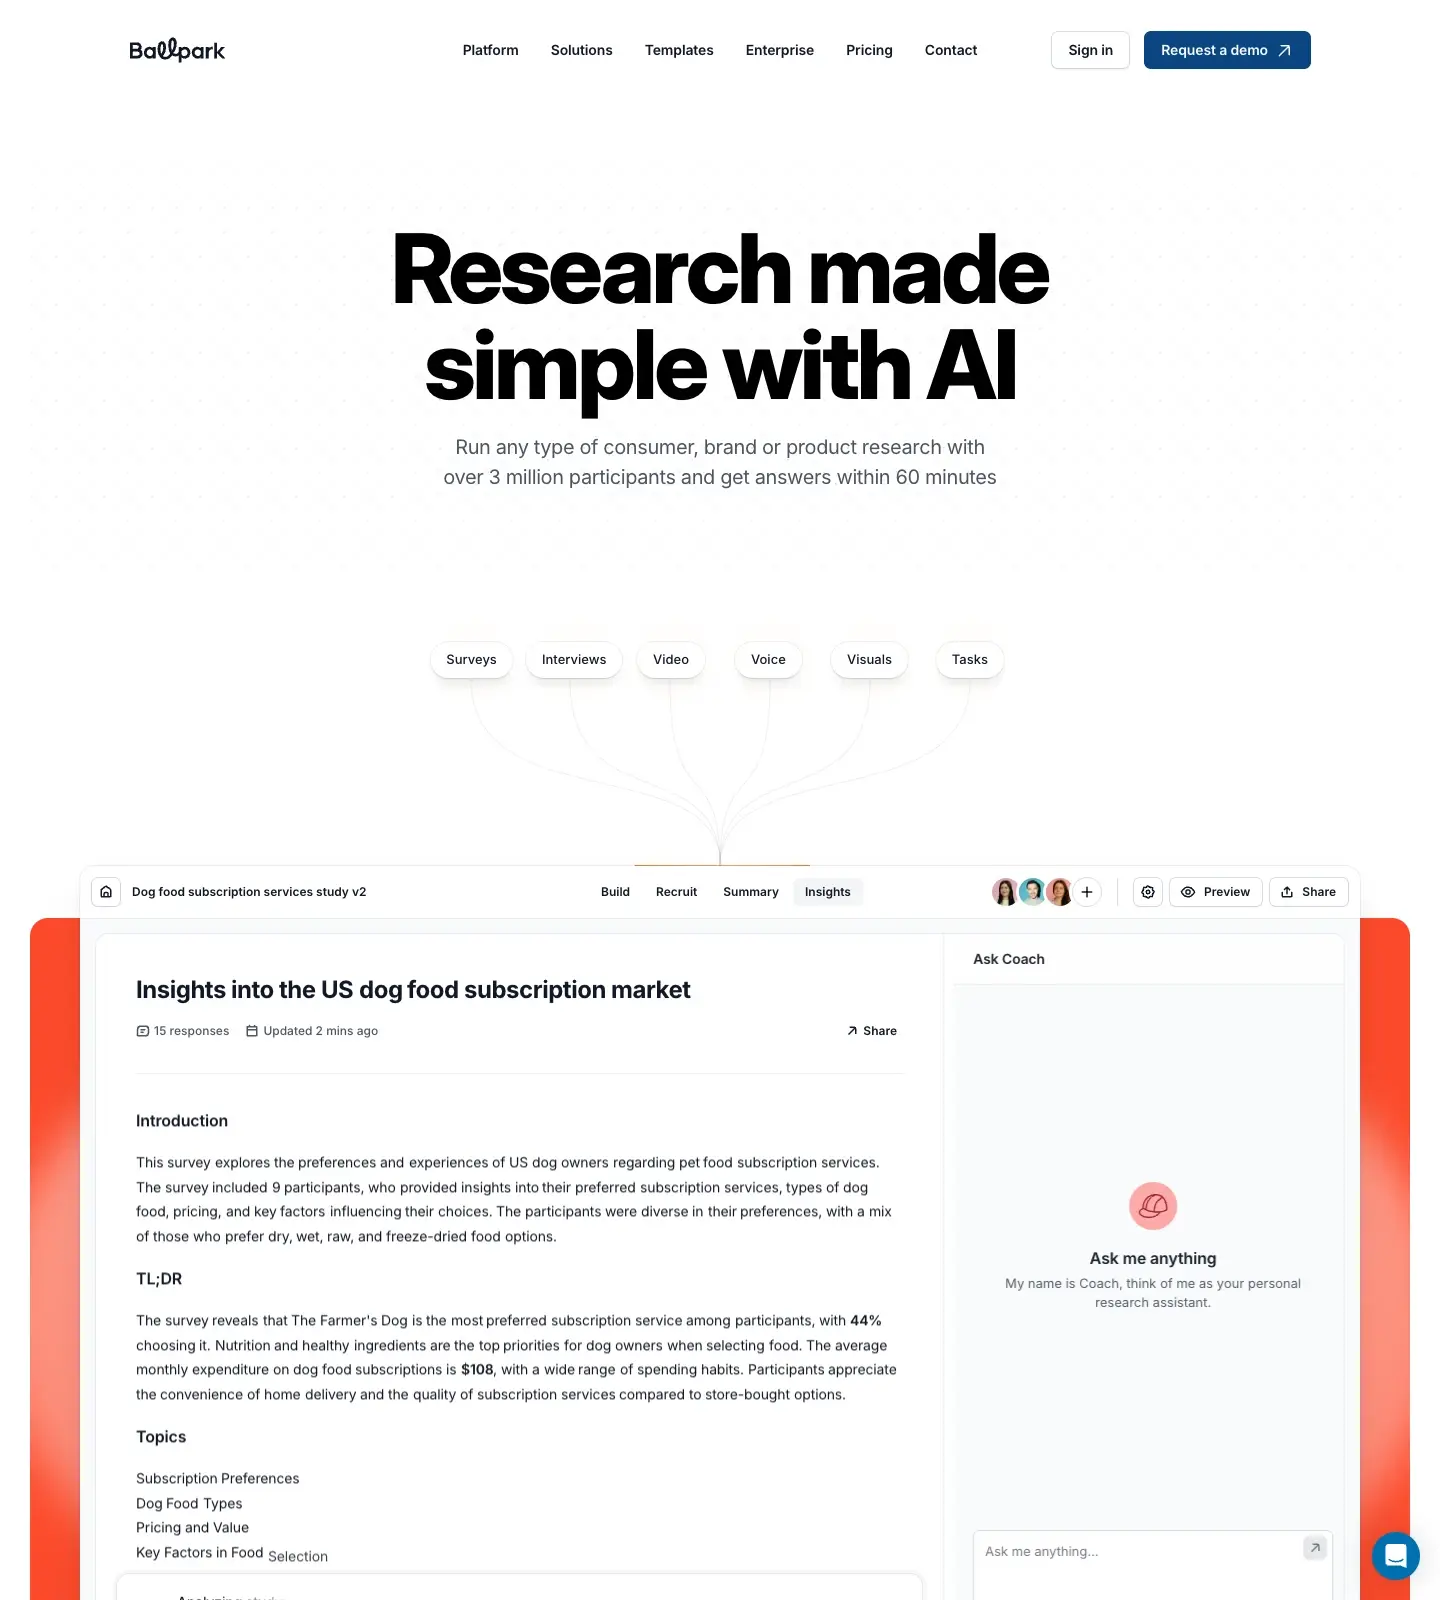 Ballpark
Platform Solutions Templates Enterprise Pricing Contact
Sign in Request a demo
Research made
simple with AI
Run any type of consumer, brand or product research with
over 3 million participants and get answers within 60 minutes
Surveys Interviews Video Voice Visuals Tasks
Dog food subscription services study v2
Build Recruit Summary Insights
Preview Share
Insights into the US dog food subscription market
15 responses Updated 2 mins ago
Share
Introduction
This survey explores the preferences and experiences of US dog owners regarding pet food subscription services.
The survey included 9 participants, who provided insights into their preferred subscription services, types of dog
food, pricing, and key factors influencing their choices. The participants were diverse in their preferences, with a mix
of those who prefer dry, wet, raw, and freeze-dried food options.
TL;DR
The survey reveals that The Farmer's Dog is the most preferred subscription service among participants, with 44%
choosing it. Nutrition and healthy ingredients are the top priorities for dog owners when selecting food. The average
monthly expenditure on dog food subscriptions is $108, with a wide range of spending habits. Participants appreciate
the convenience of home delivery and the quality of subscription services compared to store-bought options.
Topics
Subscription Preferences
Dog Food Types
Pricing and Value
Key Factors in Food Selection
Ask Coach
Ask me anything
My name is Coach, think of me as your personal
research assistant.
Ask me anything...